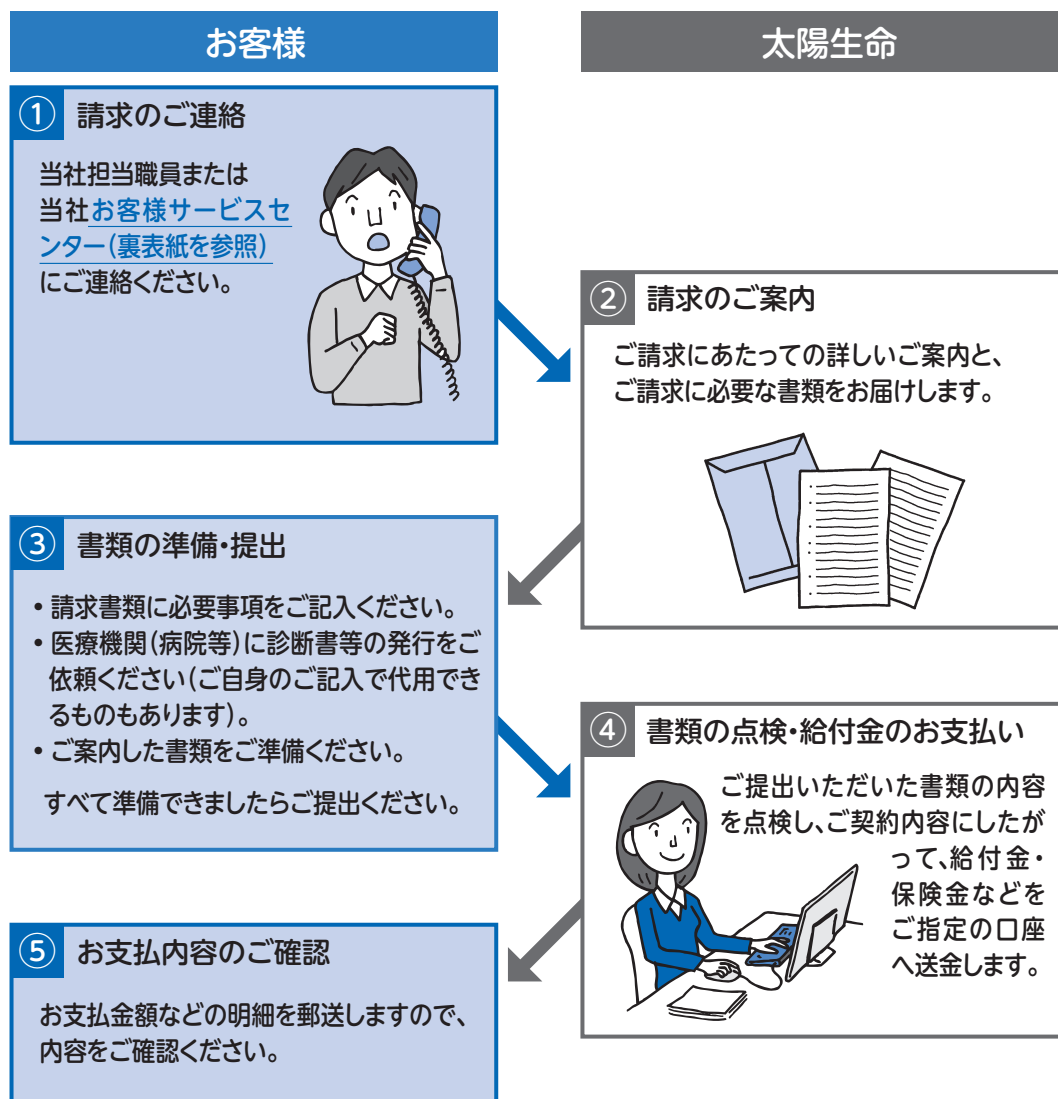 お客様
太陽生命
① 請求のご連絡
当社担当職員または
当社お客様サービスセ
ンター(裏表紙を参照)
にご連絡ください。
② 請求のご案内
ご請求にあたっての詳しいご案内と、
ご請求に必要な書類をお届けします。
③ 書類の準備・提出
• 請求書類に必要事項をご記入ください。
• 医療機関(病院等)に診断書等の発行をご
依頼ください(ご自身のご記入で代用でき
るものもあります)。
• ご案内した書類をご準備ください。
すべて準備できましたらご提出ください。
④ 書類の点検・給付金のお支払い
ご提出いただいた書類の内容
を点検し、ご契約内容にしたが
って、給付金・
保険金などを
ご指定の口座
へ送金します。
⑤ お支払内容のご確認
お支払金額などの明細を郵送しますので、
内容をご確認ください。